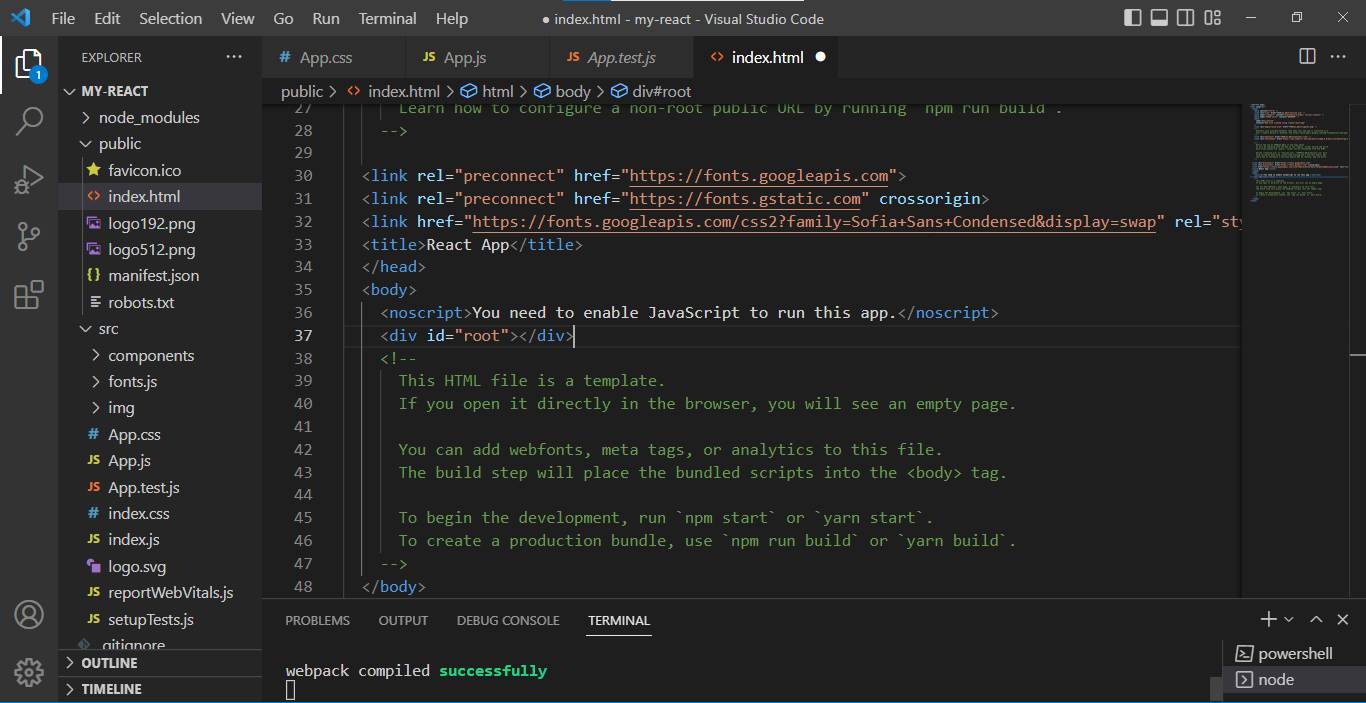 File Edit Selection View Go Run Terminal Help
● index.html - my-react - Visual Studio Code
EXPLORER
MY-REACT
node_modules
public
favicon.ico
index.html
logo192.png
logo512.png
manifest.json
robots.txt
src
components
fonts.js
img
App.css
App.js
App.test.js
index.css
index.js
logo.svg
reportWebVitals.js
setupTests.js
.gitignore
OUTLINE
TIMELINE
1
# App.css JS App.js JS App.test.js <> index.html
public > <> index.html > html > body > div#root
27 Learn how to configure a non-root public URL by running `npm run build`.
28 -->
29
30 <link rel="preconnect" href="https://fonts.googleapis.com">
31 <link rel="preconnect" href="https://fonts.gstatic.com" crossorigin>
32 <link href="https://fonts.googleapis.com/css2?family=Sofia+Sans+Condensed&display=swap" rel="sty
33 <title>React App</title>
34 </head>
35 <body>
36 <noscript>You need to enable JavaScript to run this app.</noscript>
37 <div id="root"></div>
38 <!--
39 This HTML file is a template.
40 If you open it directly in the browser, you will see an empty page.
41
42 You can add webfonts, meta tags, or analytics to this file.
43 The build step will place the bundled scripts into the <body> tag.
44
45 To begin the development, run `npm start` or `yarn start`.
46 To create a production bundle, use `npm run build` or `yarn build`.
47 -->
48 </body>
PROBLEMS OUTPUT DEBUG CONSOLE TERMINAL
webpack compiled successfully
powershell
node